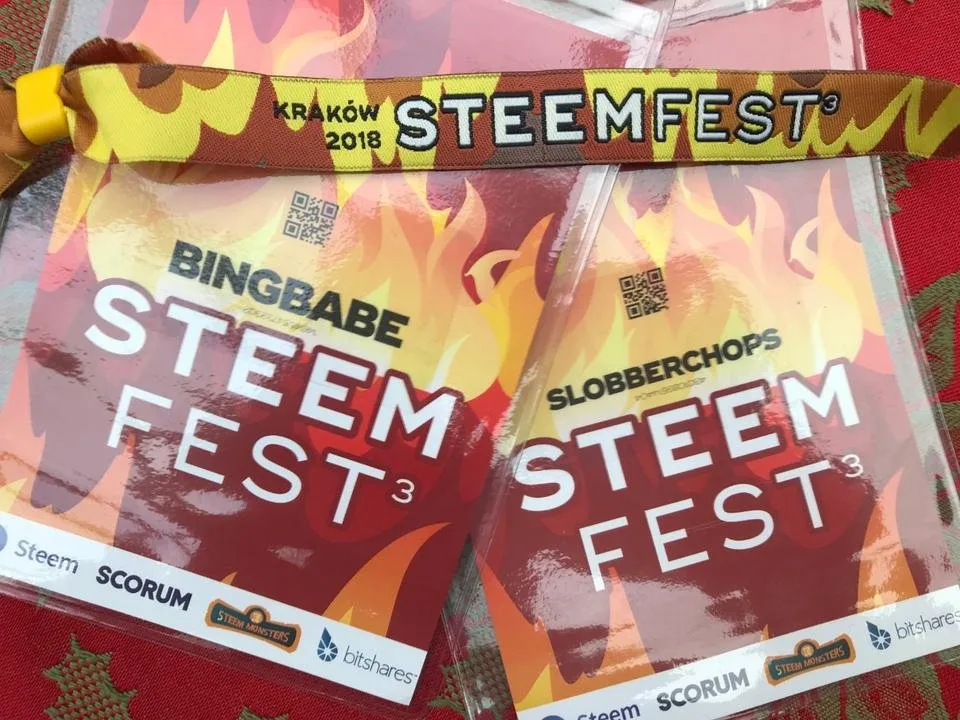 KRAKÓW
2018
STEEMFEST³
BINGBABE
STEEM
FEST³
Steem SCORUM STEEM MONSTERS bitshares
SLOBBERCHOPS
STEEM
FEST³
Steem SCORUM STEEM MONSTERS bitshares